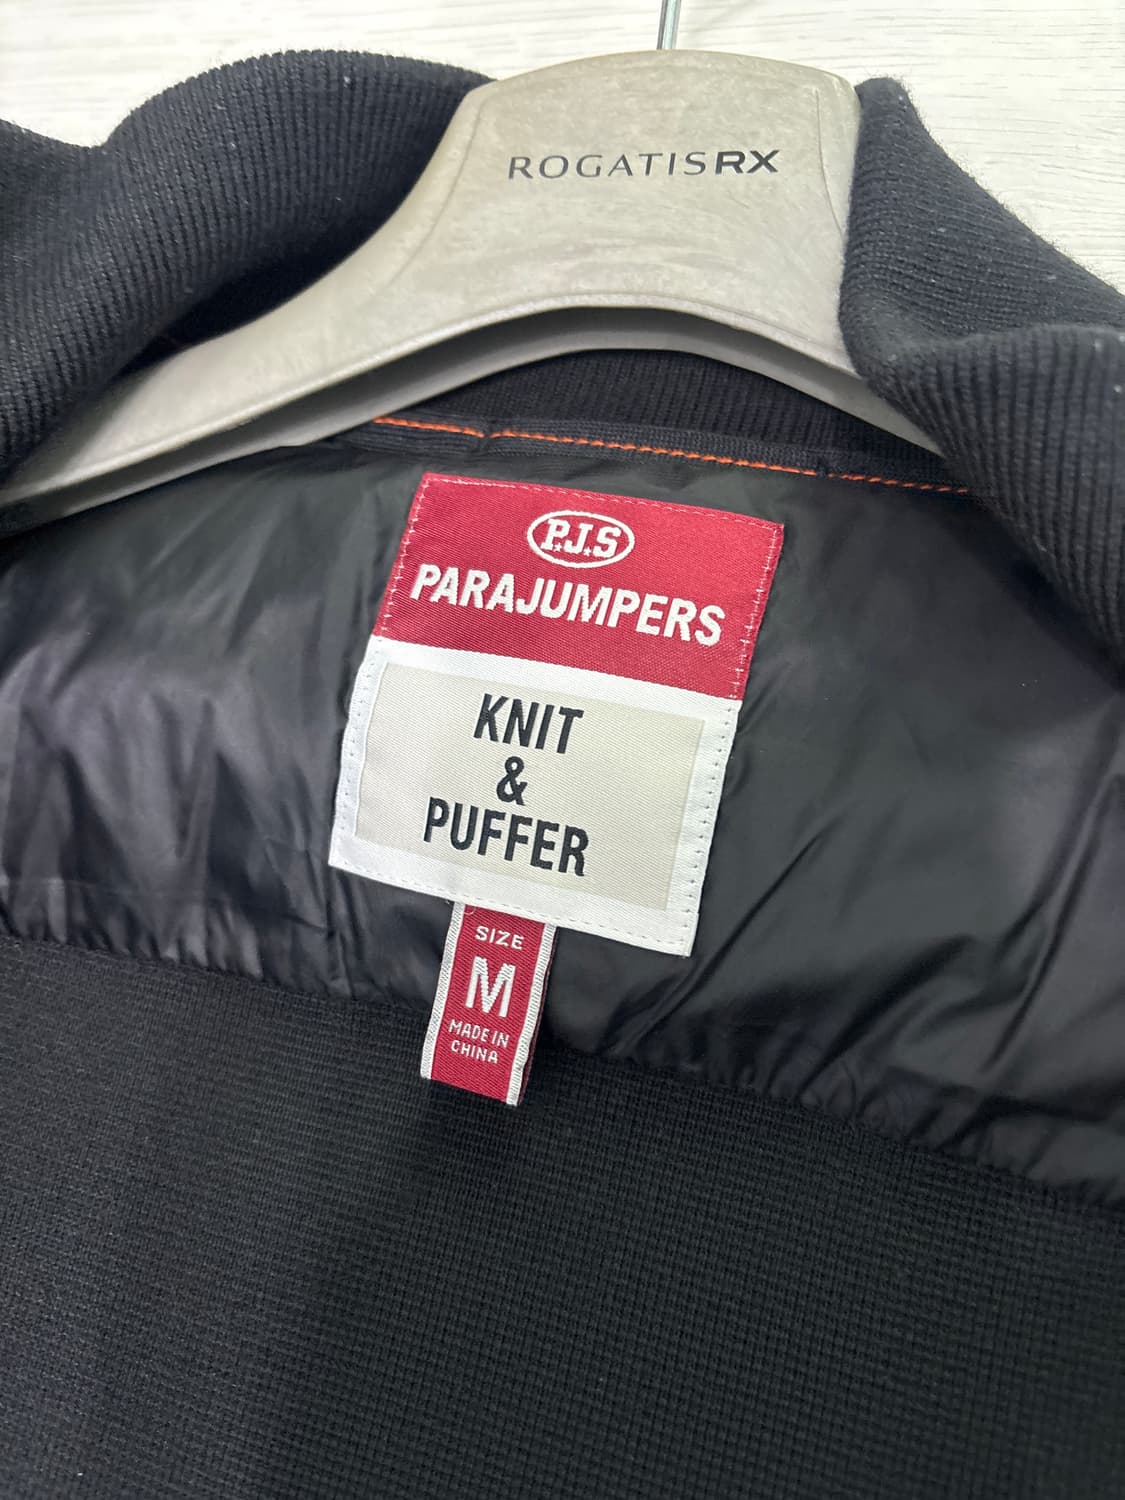 ROGATISRX
P.J.S
PARAJUMPERS
KNIT
&
PUFFER
SIZE
M
MADE IN
CHINA